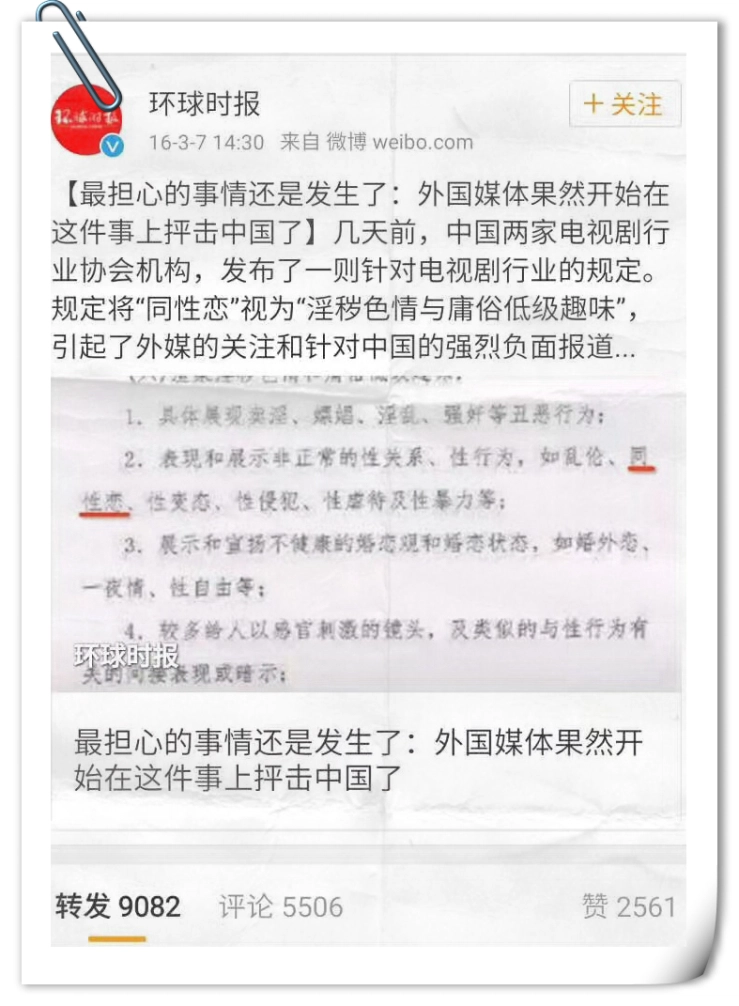 环球时报
环球时报
+ 关注
16-3-7 14:30 来自 微博 weibo.com
【最担心的事情还是发生了：外国媒体果然开始在
这件事上抨击中国了】几天前，中国两家电视剧行
业协会机构，发布了一则针对电视剧行业的规定。
规定将“同性恋”视为“淫秽色情与庸俗低级趣味”，
引起了外媒的关注和针对中国的强烈负面报道...
1. 具体展现卖淫、嫖娼、淫乱、强奸等丑恶行为；
2. 表现和展示非正常的性关系、性行为，如乱伦、同
性恋、性变态、性侵犯、性虐待及性暴力等；
3. 展示和宣扬不健康的婚恋观和婚恋状态，如婚外恋、
一夜情、性自由等；
4. 较多给人以感官刺激的镜头，及类似的与性行为有
关的间接表现或暗示；
环球时报
最担心的事情还是发生了：外国媒体果然开
始在这件事上抨击中国了
转发 9082 评论 5506 赞 2561